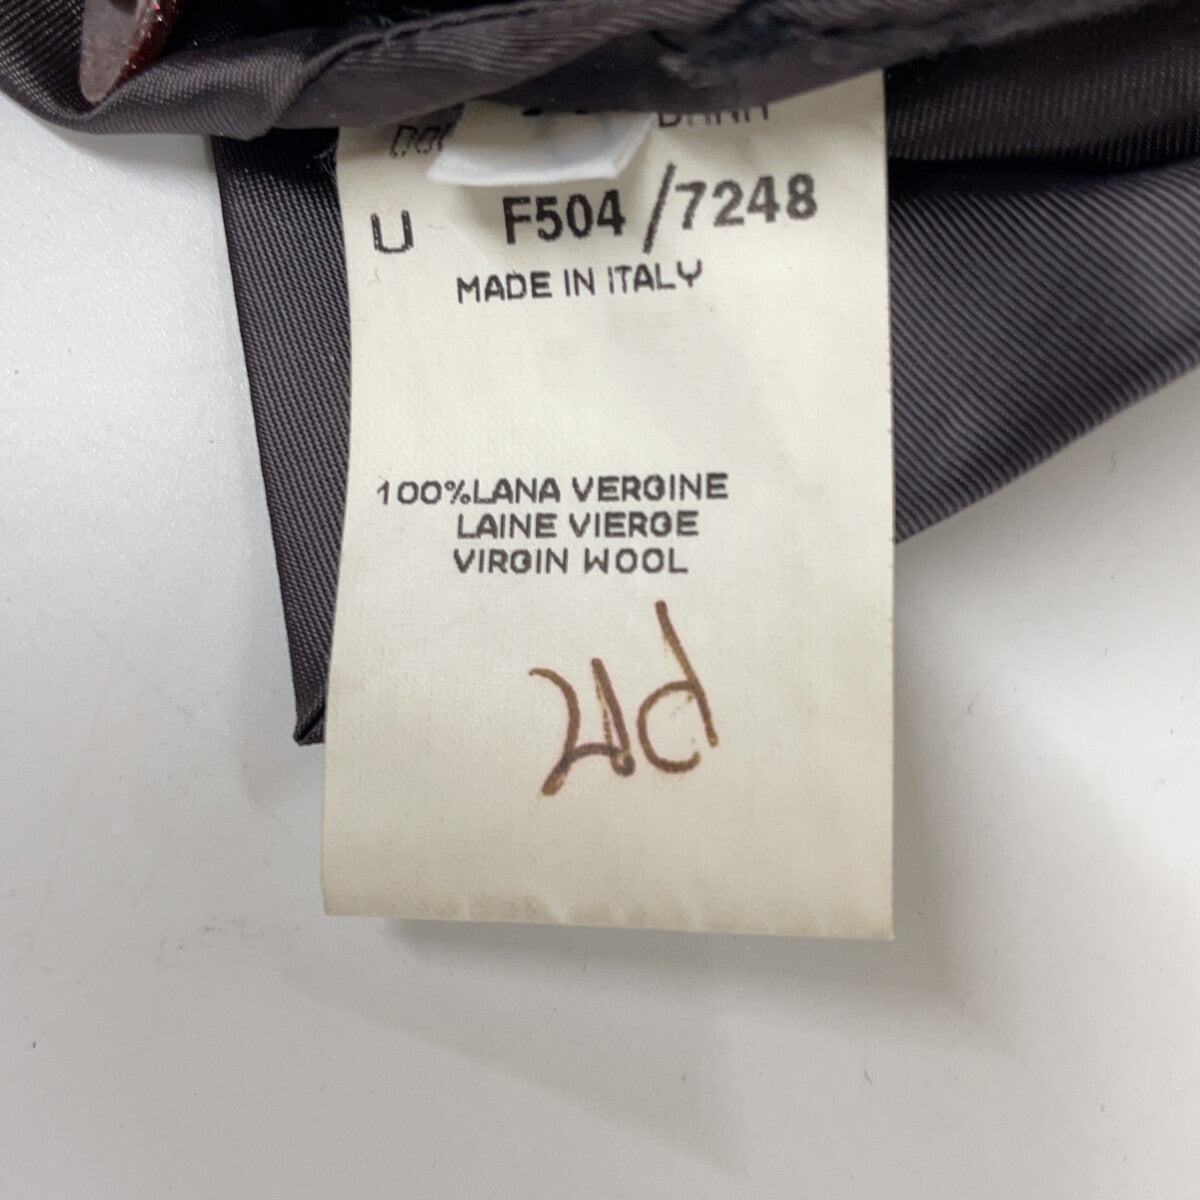 U F504/7248
MADE IN ITALY
100%LANA VERGINE
LAINE VIERGE
VIRGIN WOOL